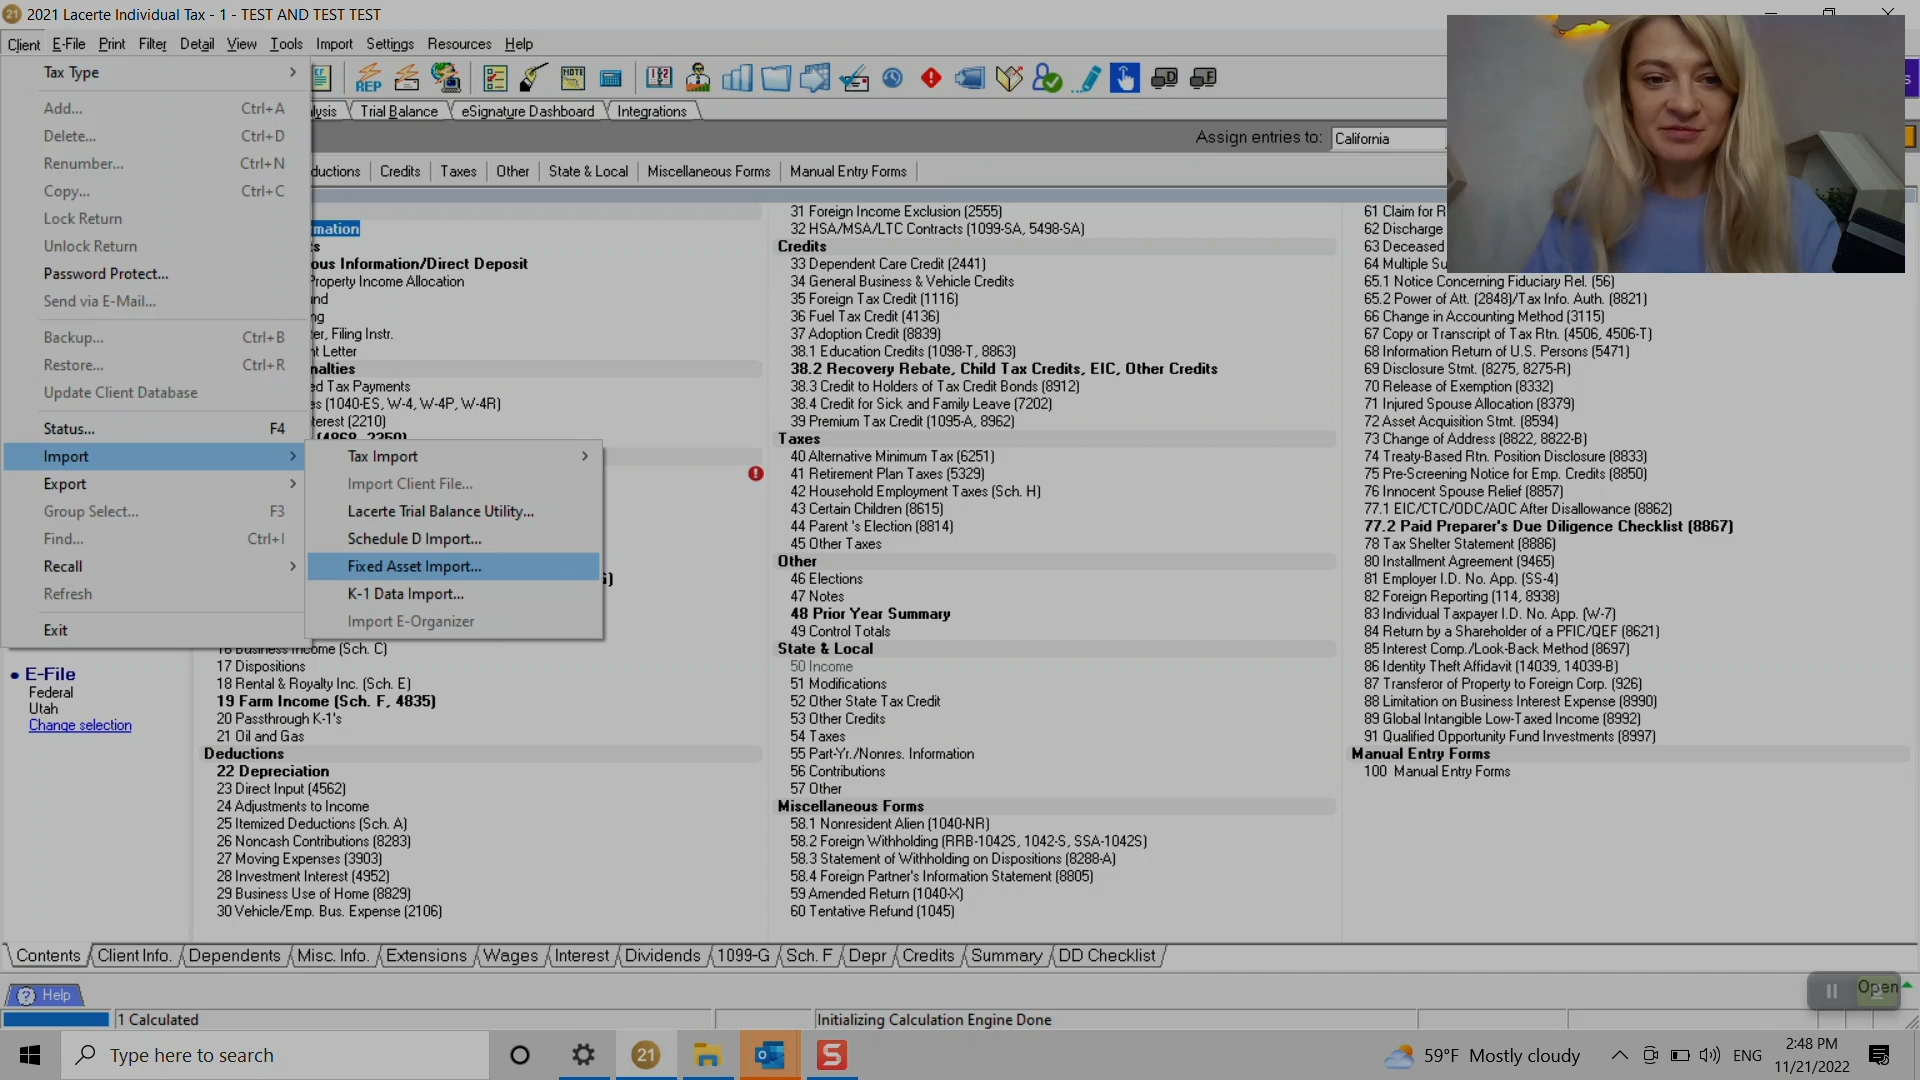 2021 Lacerte Individual Tax - 1 - TEST AND TEST TEST
Client E-File Print Filter Detail View Tools Import Settings Resources Help
Tax Type
Add... Ctrl+A
Delete... Ctrl+D
Renumber... Ctrl+N
Copy... Ctrl+C
Lock Return
Unlock Return
Password Protect...
Send via E-Mail...
Backup... Ctrl+B
Restore... Ctrl+R
Update Client Database
Status... F4
Import
Export
Group Select... F3
Find... Ctrl+I
Recall
Refresh
Exit
Tax Import
Import Client File...
Lacerte Trial Balance Utility...
Schedule D Import...
Fixed Asset Import...
K-1 Data Import...
Import E-Organizer
REP
NOTE
lysis Trial Balance eSignature Dashboard Integrations
Assign entries to: California
ductions Credits Taxes Other State & Local Miscellaneous Forms Manual Entry Forms
mation
ts
ous Information/Direct Deposit
Property Income Allocation
und
ng
er, Filing Instr.
nt Letter
nalties
ed Tax Payments
es (1040-ES, W-4, W-4P, W-4R)
terest (2210)
(4868, 2350)
16 Business Income (Sch. C)
17 Dispositions
18 Rental & Royalty Inc. (Sch. E)
19 Farm Income (Sch. F, 4835)
20 Passthrough K-1's
21 Oil and Gas
Deductions
22 Depreciation
23 Direct Input (4562)
24 Adjustments to Income
25 Itemized Deductions (Sch. A)
26 Noncash Contributions (8283)
27 Moving Expenses (3903)
28 Investment Interest (4952)
29 Business Use of Home (8829)
30 Vehicle/Emp. Bus. Expense (2106)
31 Foreign Income Exclusion (2555)
32 HSA/MSA/LTC Contracts (1099-SA, 5498-SA)
Credits
33 Dependent Care Credit (2441)
34 General Business & Vehicle Credits
35 Foreign Tax Credit (1116)
36 Fuel Tax Credit (4136)
37 Adoption Credit (8839)
38.1 Education Credits (1098-T, 8863)
38.2 Recovery Rebate, Child Tax Credits, EIC, Other Credits
38.3 Credit to Holders of Tax Credit Bonds (8912)
38.4 Credit for Sick and Family Leave (7202)
39 Premium Tax Credit (1095-A, 8962)
Taxes
40 Alternative Minimum Tax (6251)
41 Retirement Plan Taxes (5329)
42 Household Employment Taxes (Sch. H)
43 Certain Children (8615)
44 Parent 's Election (8814)
45 Other Taxes
Other
46 Elections
47 Notes
48 Prior Year Summary
49 Control Totals
State & Local
50 Income
51 Modifications
52 Other State Tax Credit
53 Other Credits
54 Taxes
55 Part-Yr./Nonres. Information
56 Contributions
57 Other
Miscellaneous Forms
58.1 Nonresident Alien (1040-NR)
58.2 Foreign Withholding (RRB-1042S, 1042-S, SSA-1042S)
58.3 Statement of Withholding on Dispositions (8288-A)
58.4 Foreign Partner's Information Statement (8805)
59 Amended Return (1040-X)
60 Tentative Refund (1045)
61 Claim for R
62 Discharge
63 Deceased
64 Multiple Su
65.1 Notice Concerning Fiduciary Rel. (56)
65.2 Power of Att. (2848)/Tax Info. Auth. (8821)
66 Change in Accounting Method (3115)
67 Copy or Transcript of Tax Rtn. (4506, 4506-T)
68 Information Return of U.S. Persons (5471)
69 Disclosure Stmt. (8275, 8275-R)
70 Release of Exemption (8332)
71 Injured Spouse Allocation (8379)
72 Asset Acquisition Stmt. (8594)
73 Change of Address (8822, 8822-B)
74 Treaty-Based Rtn. Position Disclosure (8833)
75 Pre-Screening Notice for Emp. Credits (8850)
76 Innocent Spouse Relief (8857)
77.1 EIC/CTC/ODC/AOC After Disallowance (8862)
77.2 Paid Preparer's Due Diligence Checklist (8867)
78 Tax Shelter Statement (8886)
80 Installment Agreement (9465)
81 Employer I.D. No. App. (SS-4)
82 Foreign Reporting (114, 8938)
83 Individual Taxpayer I.D. No. App. (W-7)
84 Return by a Shareholder of a PFIC/QEF (8621)
85 Interest Comp./Look-Back Method (8697)
86 Identity Theft Affidavit (14039, 14039-B)
87 Transferor of Property to Foreign Corp. (926)
88 Limitation on Business Interest Expense (8990)
89 Global Intangible Low-Taxed Income (8992)
91 Qualified Opportunity Fund Investments (8997)
Manual Entry Forms
100 Manual Entry Forms
E-File
Federal
Utah
Change selection
Contents Client Info. Dependents Misc. Info. Extensions Wages Interest Dividends 1099-G Sch. F Depr Credits Summary DD Checklist
Help
Open
1 Calculated
Initializing Calculation Engine Done
Type here to search
21
S
59°F Mostly cloudy
ENG
2:48 PM
11/21/2022